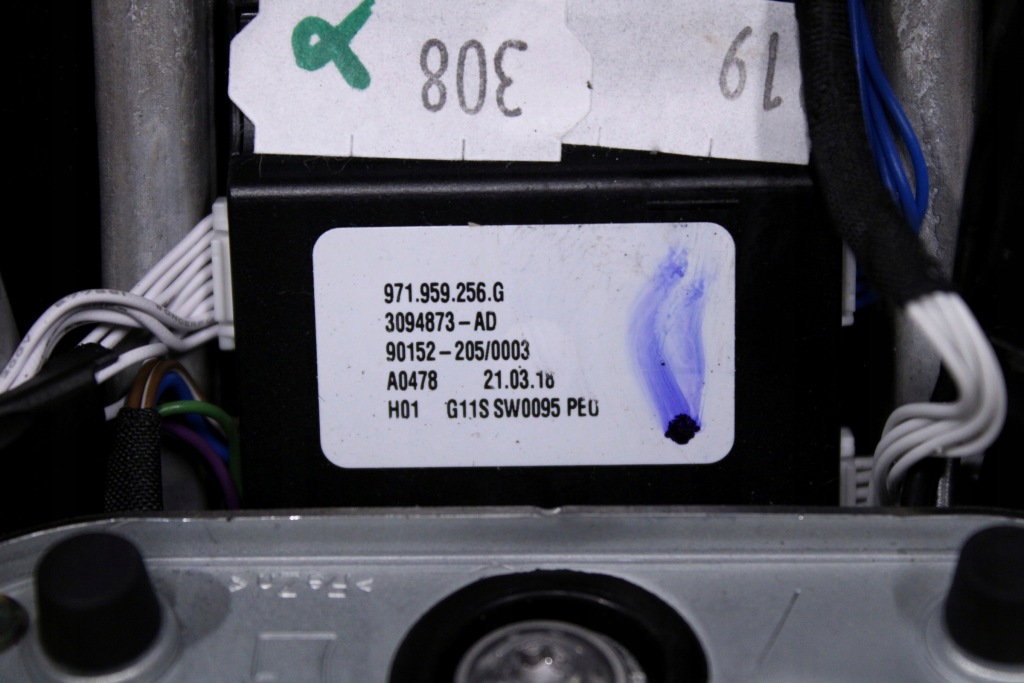 308
19
971.959.256.G
3094873-AD
90152-205/0003
A0478 21.03.18
H01 G11S SW0095 PEU